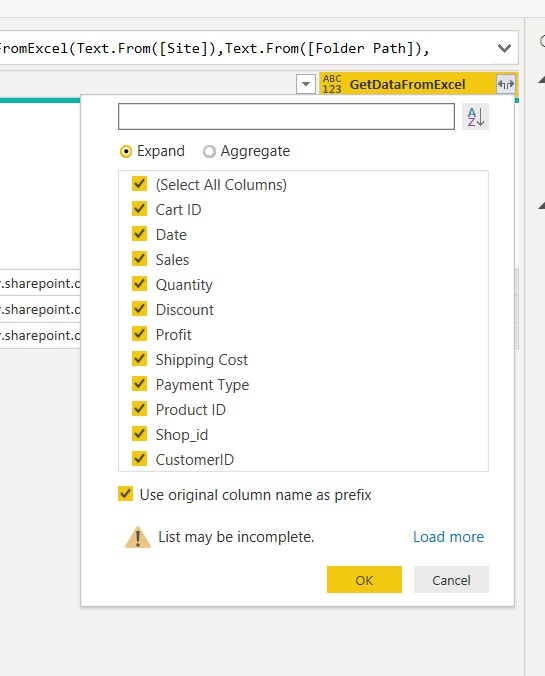 FromExcel(Text.From([Site]),Text.From([Folder Path]),
ABC
123
GetDataFromExcel
A
Z
Expand
Aggregate
(Select All Columns)
Cart ID
Date
Sales
Quantity
Discount
Profit
Shipping Cost
Payment Type
Product ID
Shop_id
CustomerID
.sharepoint.c
.sharepoint.c
.sharepoint.c
Use original column name as prefix
List may be incomplete.
Load more
OK
Cancel